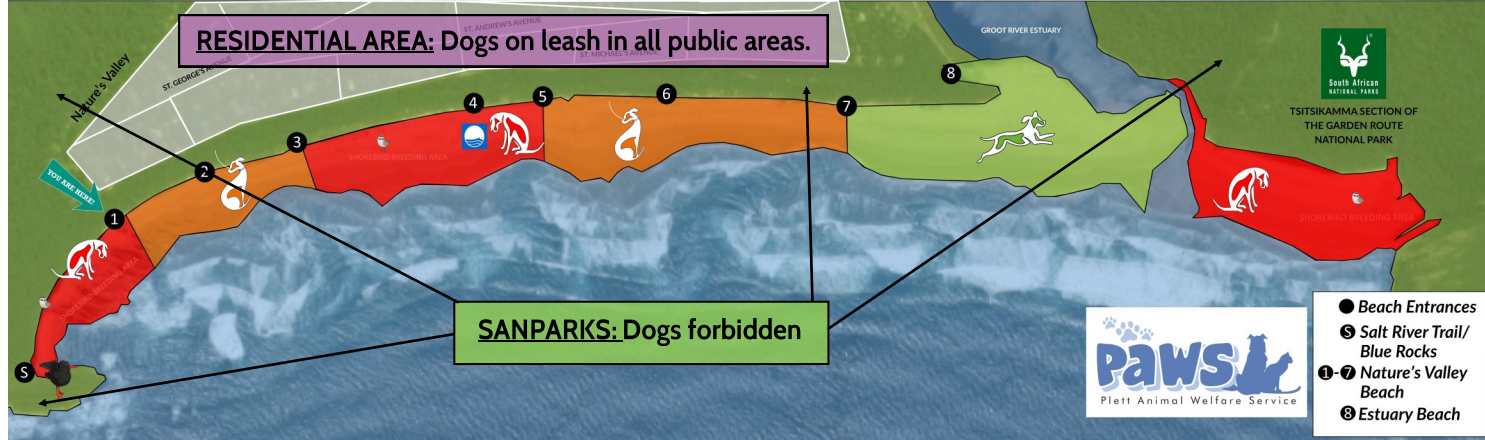 RESIDENTIAL AREA: Dogs on leash in all public areas.
ST. ANDREW'S AVENUE
ST. MICHAEL'S AVENUE
ST. GEORGE'S AVENUE
Nature's Valley
GROOT RIVER ESTUARY
South African
NATIONAL PARKS
TSITSIKAMMA SECTION OF
THE GARDEN ROUTE
NATIONAL PARK
8
6
5
4
7
3
2
1
S
YOU ARE HERE!
SHOREBIRD BREEDING AREA
SHOREBIRD BREEDING AREA
SHOREBIRD BREEDING AREA
SANPARKS: Dogs forbidden
paws
Plett Animal Welfare Service
Beach Entrances
S Salt River Trail/
Blue Rocks
1-7 Nature's Valley
Beach
8 Estuary Beach